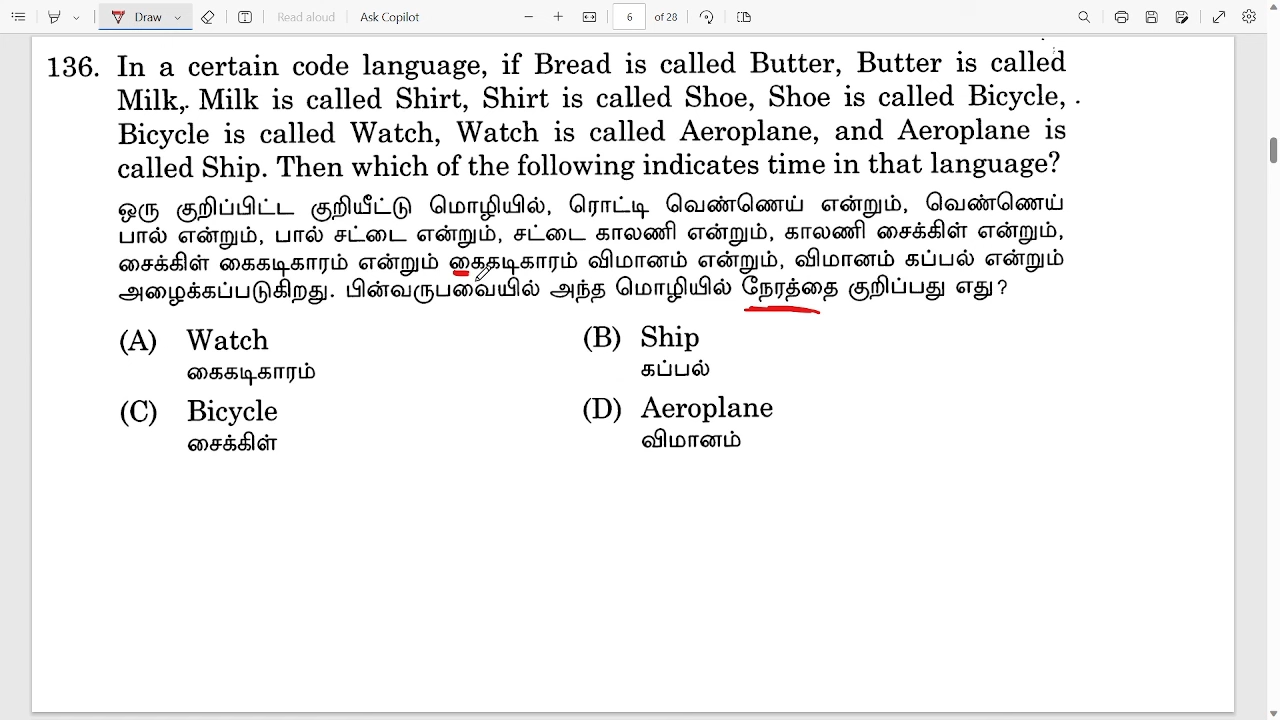 Draw
Read aloud
Ask Copilot
6 of 28
136. In a certain code language, if Bread is called Butter, Butter is called
Milk, Milk is called Shirt, Shirt is called Shoe, Shoe is called Bicycle,
Bicycle is called Watch, Watch is called Aeroplane, and Aeroplane is
called Ship. Then which of the following indicates time in that language?
ஒரு குறிப்பிட்ட குறியீட்டு மொழியில், ரொட்டி வெண்ணெய் என்றும், வெண்ணெய்
பால் என்றும், பால் சட்டை என்றும், சட்டை காலணி என்றும், காலணி சைக்கிள் என்றும்,
சைக்கிள் கைகடிகாரம் என்றும் கைகடிகாரம் விமானம் என்றும், விமானம் கப்பல் என்றும்
அழைக்கப்படுகிறது. பின்வருபவையில் அந்த மொழியில் நேரத்தை குறிப்பது எது?
(A) Watch
கைகடிகாரம்
(B) Ship
கப்பல்
(C) Bicycle
சைக்கிள்
(D) Aeroplane
விமானம்